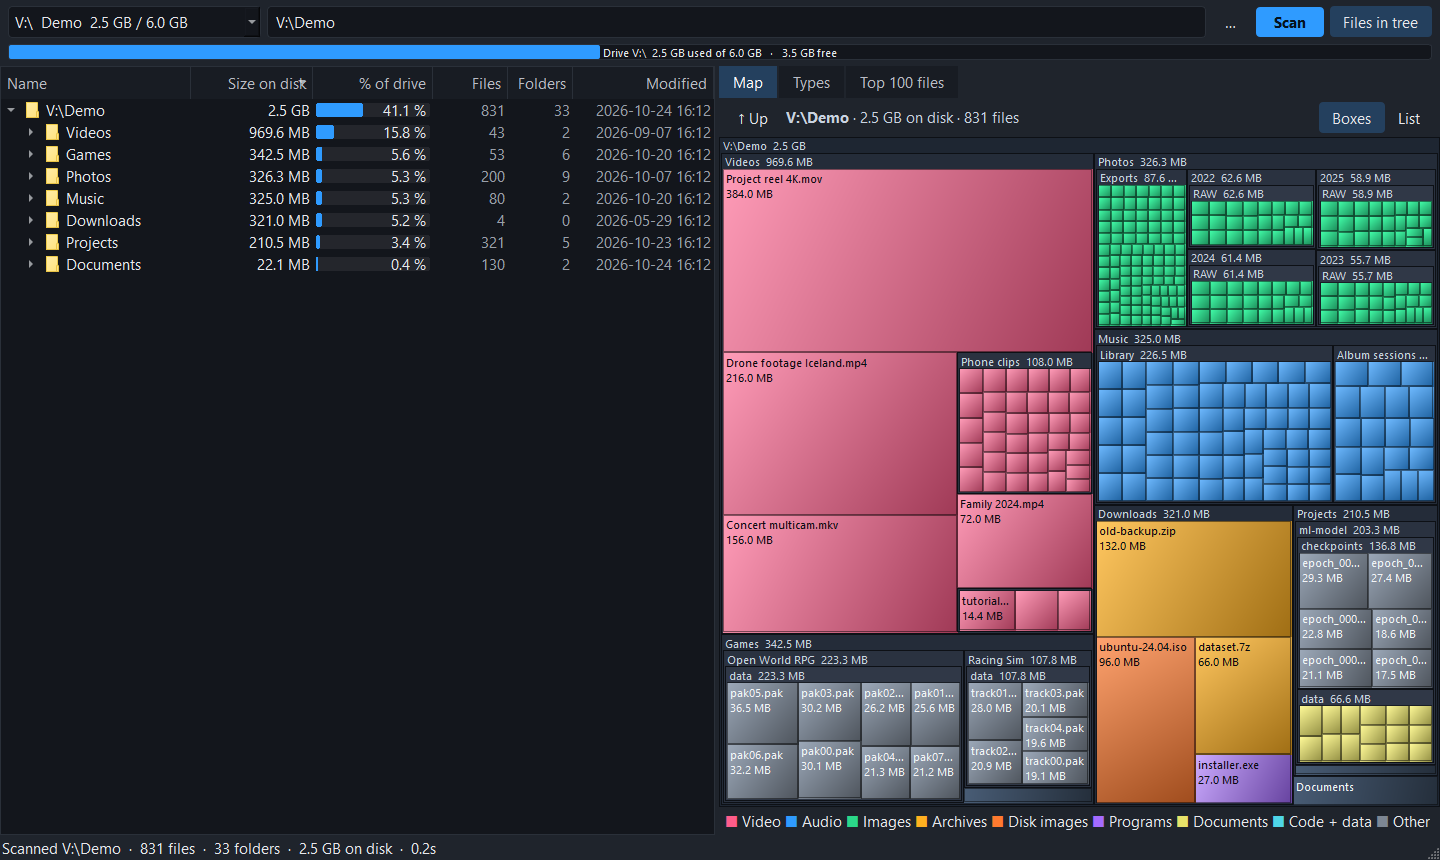 V:\ Demo 2.5 GB / 6.0 GB
V:\Demo
...
Scan
Files in tree
Drive V:\ 2.5 GB used of 6.0 GB · 3.5 GB free
Name Size on disk % of drive Files Folders Modified
V:\Demo 2.5 GB 41.1 % 831 33 2026-10-24 16:12
Videos 969.6 MB 15.8 % 43 2 2026-09-07 16:12
Games 342.5 MB 5.6 % 53 6 2026-10-20 16:12
Photos 326.3 MB 5.3 % 200 9 2026-10-07 16:12
Music 325.0 MB 5.3 % 80 2 2026-10-20 16:12
Downloads 321.0 MB 5.2 % 4 0 2026-05-29 16:12
Projects 210.5 MB 3.4 % 321 5 2026-10-23 16:12
Documents 22.1 MB 0.4 % 130 2 2026-10-24 16:12
Map Types Top 100 files
↑ Up V:\Demo · 2.5 GB on disk · 831 files Boxes List
V:\Demo 2.5 GB
Videos 969.6 MB
Project reel 4K.mov
384.0 MB
Drone footage Iceland.mp4
216.0 MB
Phone clips 108.0 MB
Concert multicam.mkv
156.0 MB
Family 2024.mp4
72.0 MB
tutorial...
14.4 MB
Games 342.5 MB
Open World RPG 223.3 MB
data 223.3 MB
pak05.pak
36.5 MB
pak03.pak
30.2 MB
pak02...
26.2 MB
pak01...
25.6 MB
pak06.pak
32.2 MB
pak00.pak
30.1 MB
pak04...
21.3 MB
pak07...
21.2 MB
Racing Sim 107.8 MB
data 107.8 MB
track01...
28.0 MB
track03.pak
20.1 MB
track04.pak
19.6 MB
track02...
20.9 MB
track00.pak
19.1 MB
Photos 326.3 MB
Exports 87.6 ...
2022 62.6 MB
RAW 62.6 MB
2025 58.9 MB
RAW 58.9 MB
2024 61.4 MB
RAW 61.4 MB
2023 55.7 MB
RAW 55.7 MB
Music 325.0 MB
Library 226.5 MB
Album sessions ...
Downloads 321.0 MB
old-backup.zip
132.0 MB
ubuntu-24.04.iso
96.0 MB
dataset.7z
66.0 MB
installer.exe
27.0 MB
Projects 210.5 MB
ml-model 203.3 MB
checkpoints 136.8 MB
epoch_00...
29.3 MB
epoch_0...
27.4 MB
epoch_000...
22.8 MB
epoch_0...
18.6 MB
epoch_000...
21.1 MB
epoch_0...
17.5 MB
data 66.6 MB
Documents
Video Audio Images Archives Disk images Programs Documents Code + data Other
Scanned V:\Demo · 831 files · 33 folders · 2.5 GB on disk · 0.2s